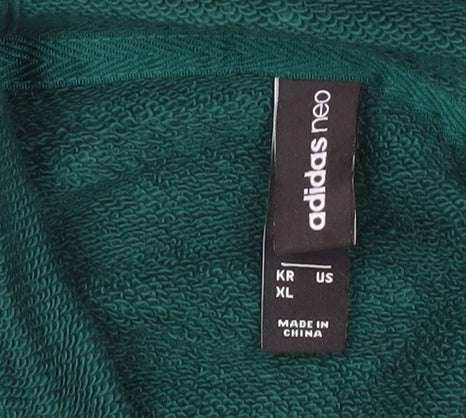 adidas neo
KR US
XL
MADE IN
CHINA